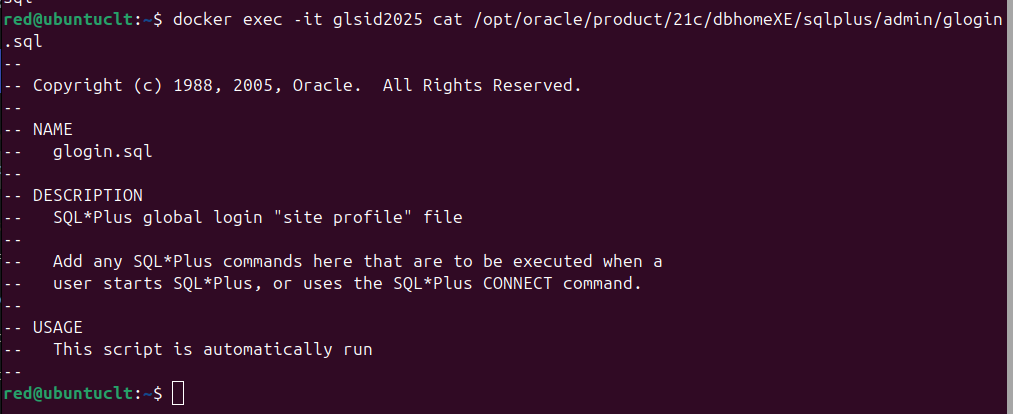 sql
red@ubuntuclt:~$ docker exec -it glsid2025 cat /opt/oracle/product/21c/dbhomeXE/sqlplus/admin/glogin
.sql
--
-- Copyright (c) 1988, 2005, Oracle.  All Rights Reserved.
--
-- NAME
--   glogin.sql
--
-- DESCRIPTION
--   SQL*Plus global login "site profile" file
--
--   Add any SQL*Plus commands here that are to be executed when a
--   user starts SQL*Plus, or uses the SQL*Plus CONNECT command.
--
-- USAGE
--   This script is automatically run
--
red@ubuntuclt:~$